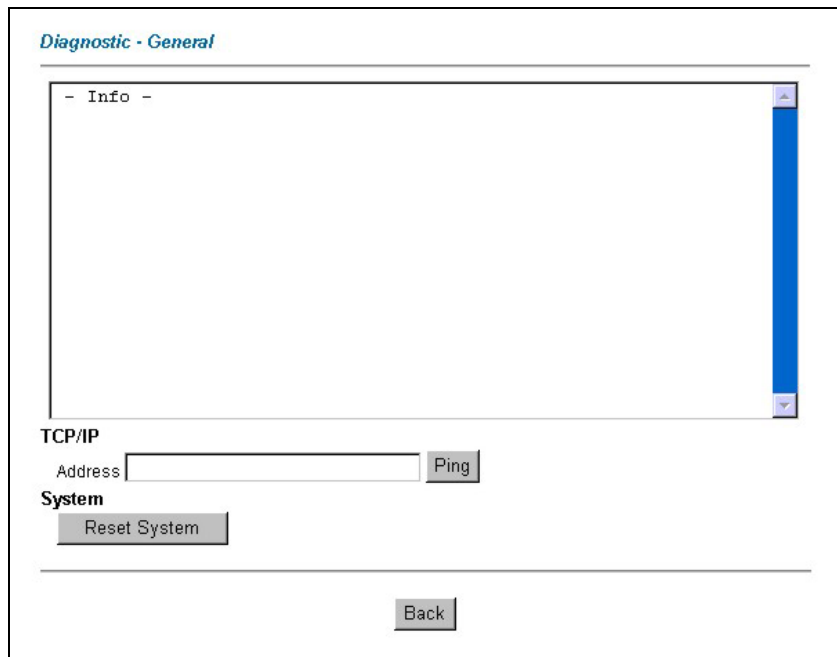 Diagnostic - General
- Info -
TCP/IP
Address Ping
System
Reset System
Back